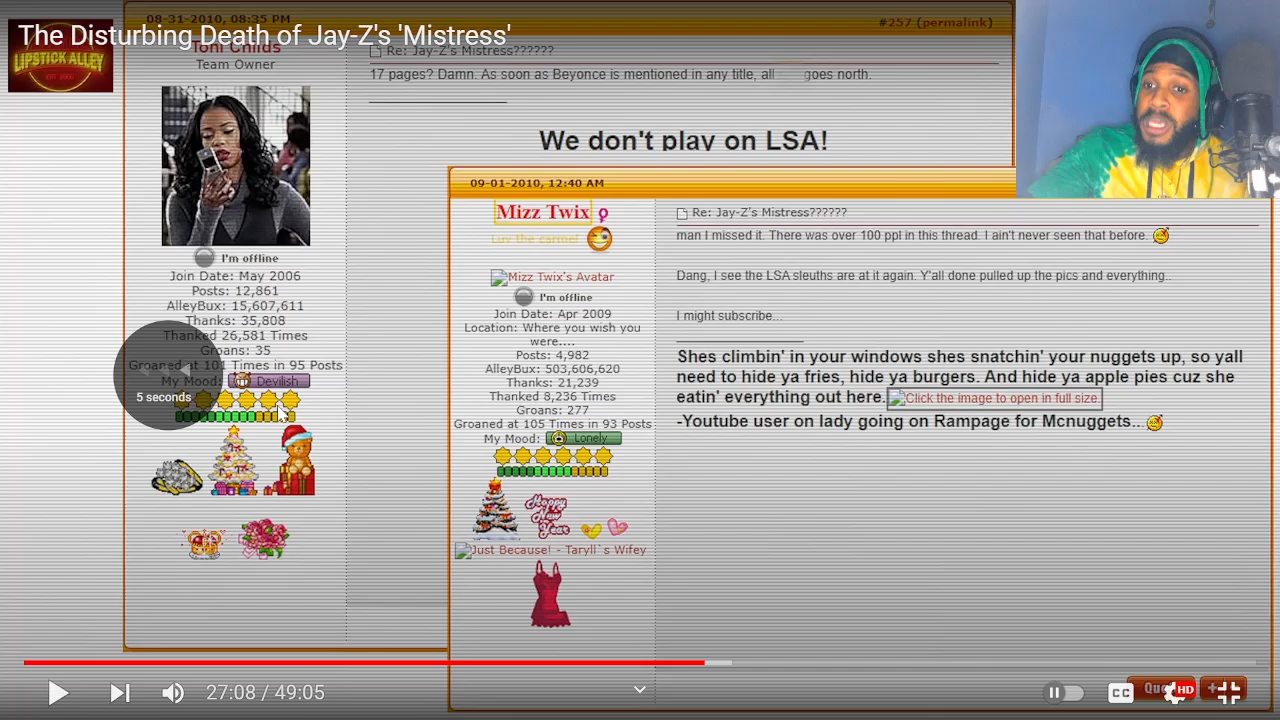 08-31-2010, 08:35 PM
#257 (permalink)
The Disturbing Death of Jay-Z's 'Mistress'
LIPSTICK ALLEY
Toni Childs
Team Owner
Re: Jay-Z's Mistress??????
17 pages? Damn. As soon as Beyonce is mentioned in any title, all goes north.
We don't play on LSA!
I'm offline
Join Date: May 2006
Posts: 12,861
AlleyBux: 15,607,611
Thanks: 35,808
Thanked 26,581 Times
Groans: 35
Groaned at 101 Times in 95 Posts
My Mood: Devilish
5 seconds
09-01-2010, 12:40 AM
Mizz Twix
Luv the carmel
Mizz Twix's Avatar
I'm offline
Join Date: Apr 2009
Location: Where you wish you
were....
Posts: 4,982
AlleyBux: 503,606,620
Thanks: 21,239
Thanked 8,236 Times
Groans: 277
Groaned at 105 Times in 93 Posts
My Mood: Lonely
Happy
New
Year
Just Because! - Taryll`s Wifey
Re: Jay-Z's Mistress??????
man I missed it. There was over 100 ppl in this thread. I ain't never seen that before.
Dang, I see the LSA sleuths are at it again. Y'all done pulled up the pics and everything..
I might subscribe...
Shes climbin' in your windows shes snatchin' your nuggets up, so yall
need to hide ya fries, hide ya burgers. And hide ya apple pies cuz she
eatin' everything out here. Click the image to open in full size.
-Youtube user on lady going on Rampage for Mcnuggets..
27:08 / 49:05
CC
HD